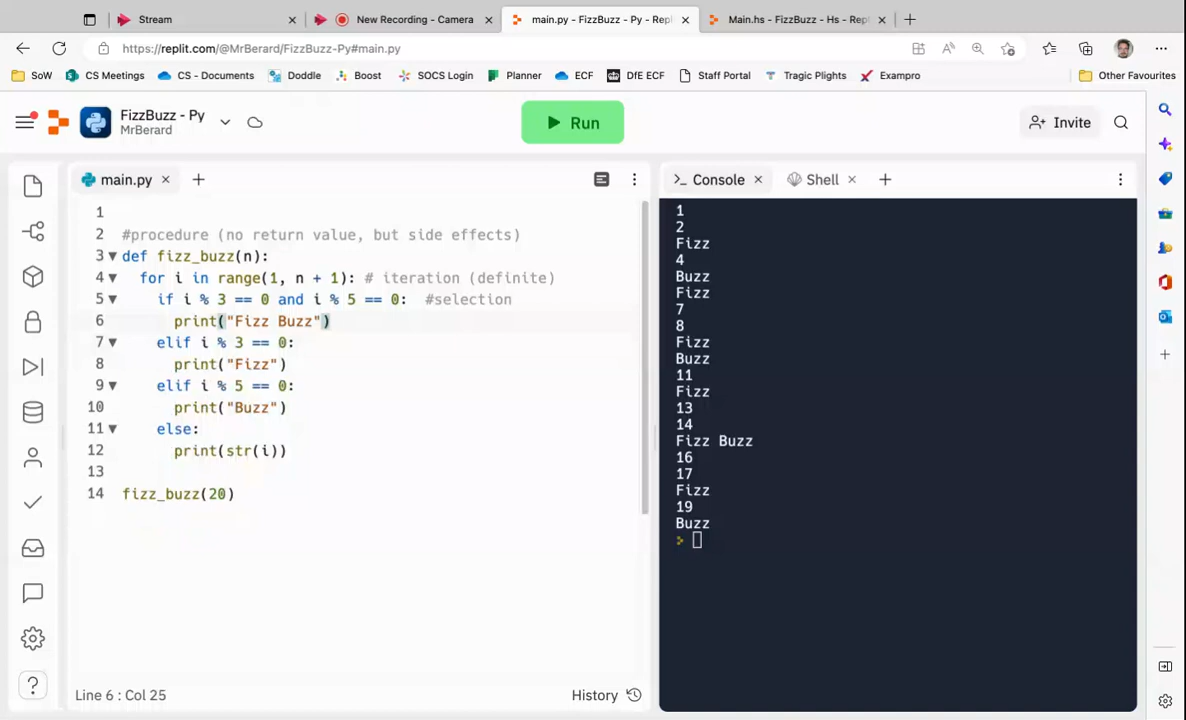 Stream
New Recording - Camera
main.py - FizzBuzz - Py - Repl
Main.hs - FizzBuzz - Hs - Repl
https://replit.com/@MrBerard/FizzBuzz-Py#main.py
SoW
CS Meetings
CS - Documents
Doddle
Boost
SOCS Login
Planner
ECF
DfE ECF
Staff Portal
Tragic Plights
Exampro
Other Favourites
FizzBuzz - Py
MrBerard
Run
Invite
main.py
1
2 #procedure (no return value, but side effects)
3 def fizz_buzz(n):
4 for i in range(1, n + 1): # iteration (definite)
5 if i % 3 == 0 and i % 5 == 0: #selection
6 print("Fizz Buzz")
7 elif i % 3 == 0:
8 print("Fizz")
9 elif i % 5 == 0:
10 print("Buzz")
11 else:
12 print(str(i))
13
14 fizz_buzz(20)
Line 6 : Col 25
History
Console
Shell
1
2
Fizz
4
Buzz
Fizz
7
8
Fizz
Buzz
11
Fizz
13
14
Fizz Buzz
16
17
Fizz
19
Buzz